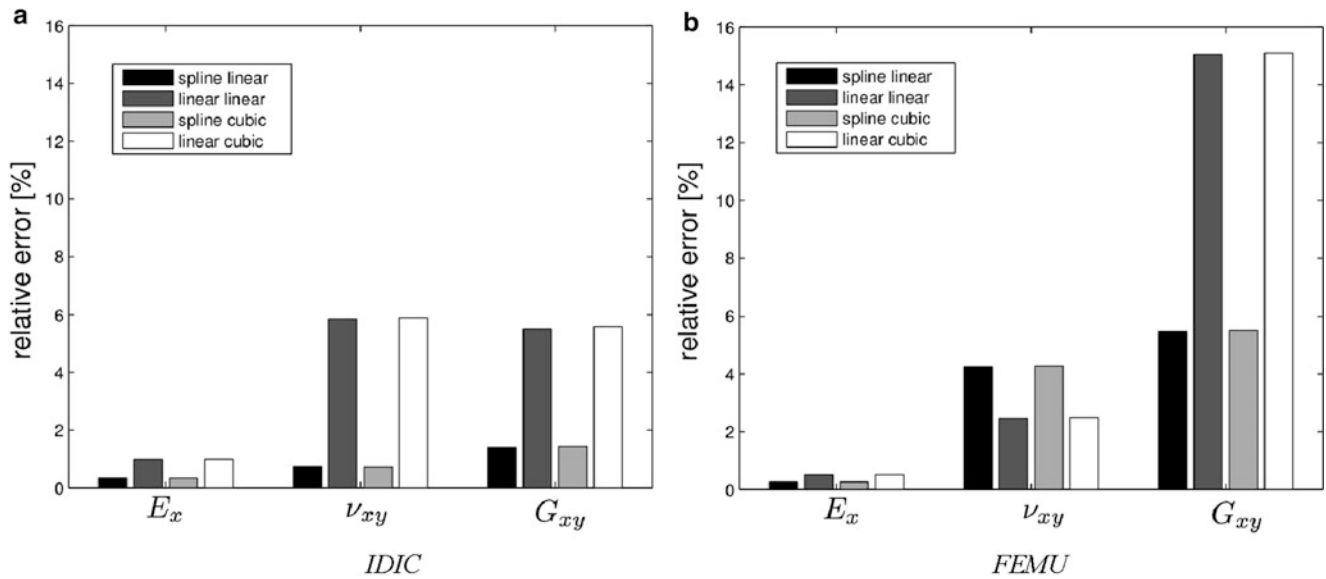 a
16
14
12
10
8
6
4
2
0
relative error [%]
spline linear
linear linear
spline cubic
linear cubic
E_x
ν_xy
G_xy
IDIC
b
16
14
12
10
8
6
4
2
0
relative error [%]
spline linear
linear linear
spline cubic
linear cubic
E_x
ν_xy
G_xy
FEMU